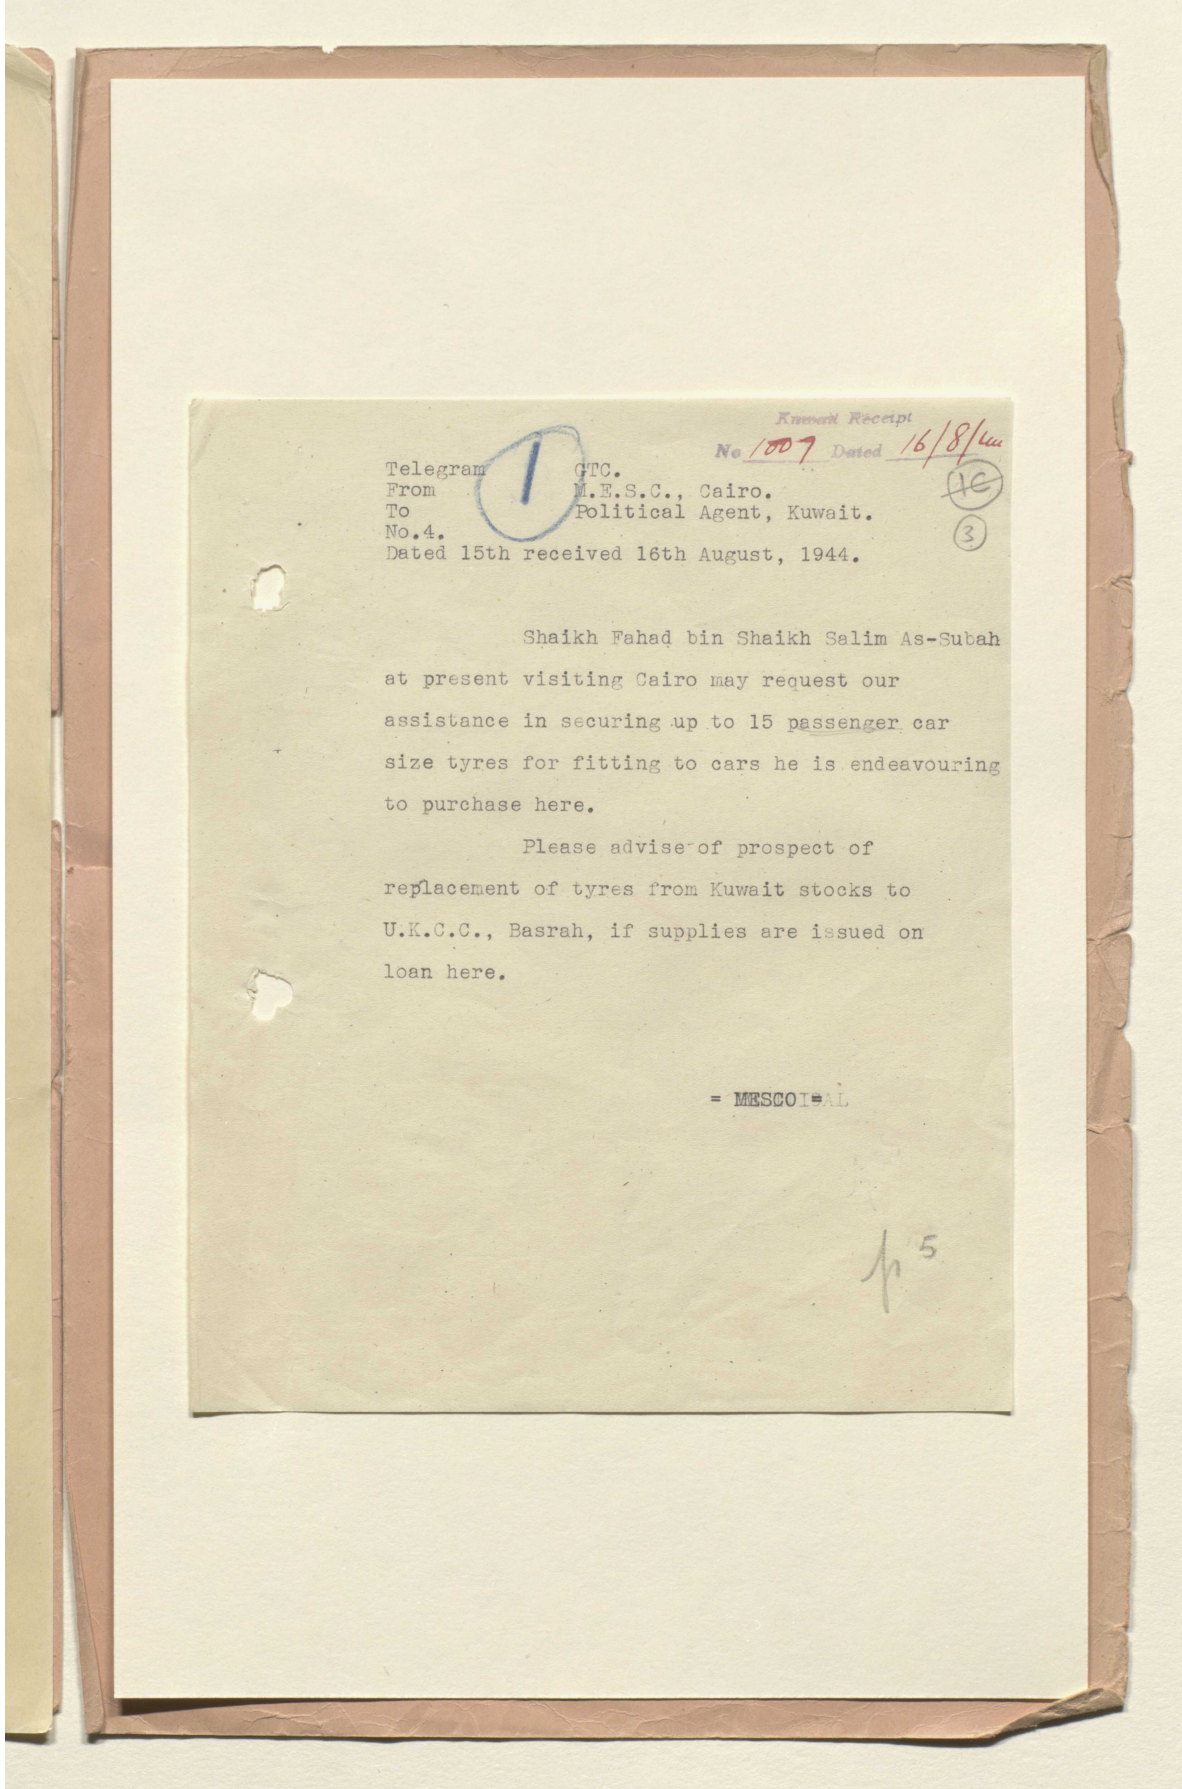 Kuwait Receipt
No 1007 Dated 16/8/44
1
Telegram GTC.
From M.E.S.C., Cairo.
1C
To Political Agent, Kuwait.
No.4.
3
Dated 15th received 16th August, 1944.
Shaikh Fahad bin Shaikh Salim As-Subah
at present visiting Cairo may request our
assistance in securing up to 15 passenger car
size tyres for fitting to cars he is endeavouring
to purchase here.
Please advise of prospect of
replacement of tyres from Kuwait stocks to
U.K.C.C., Basrah, if supplies are issued on
loan here.
= MESCO =
p 5